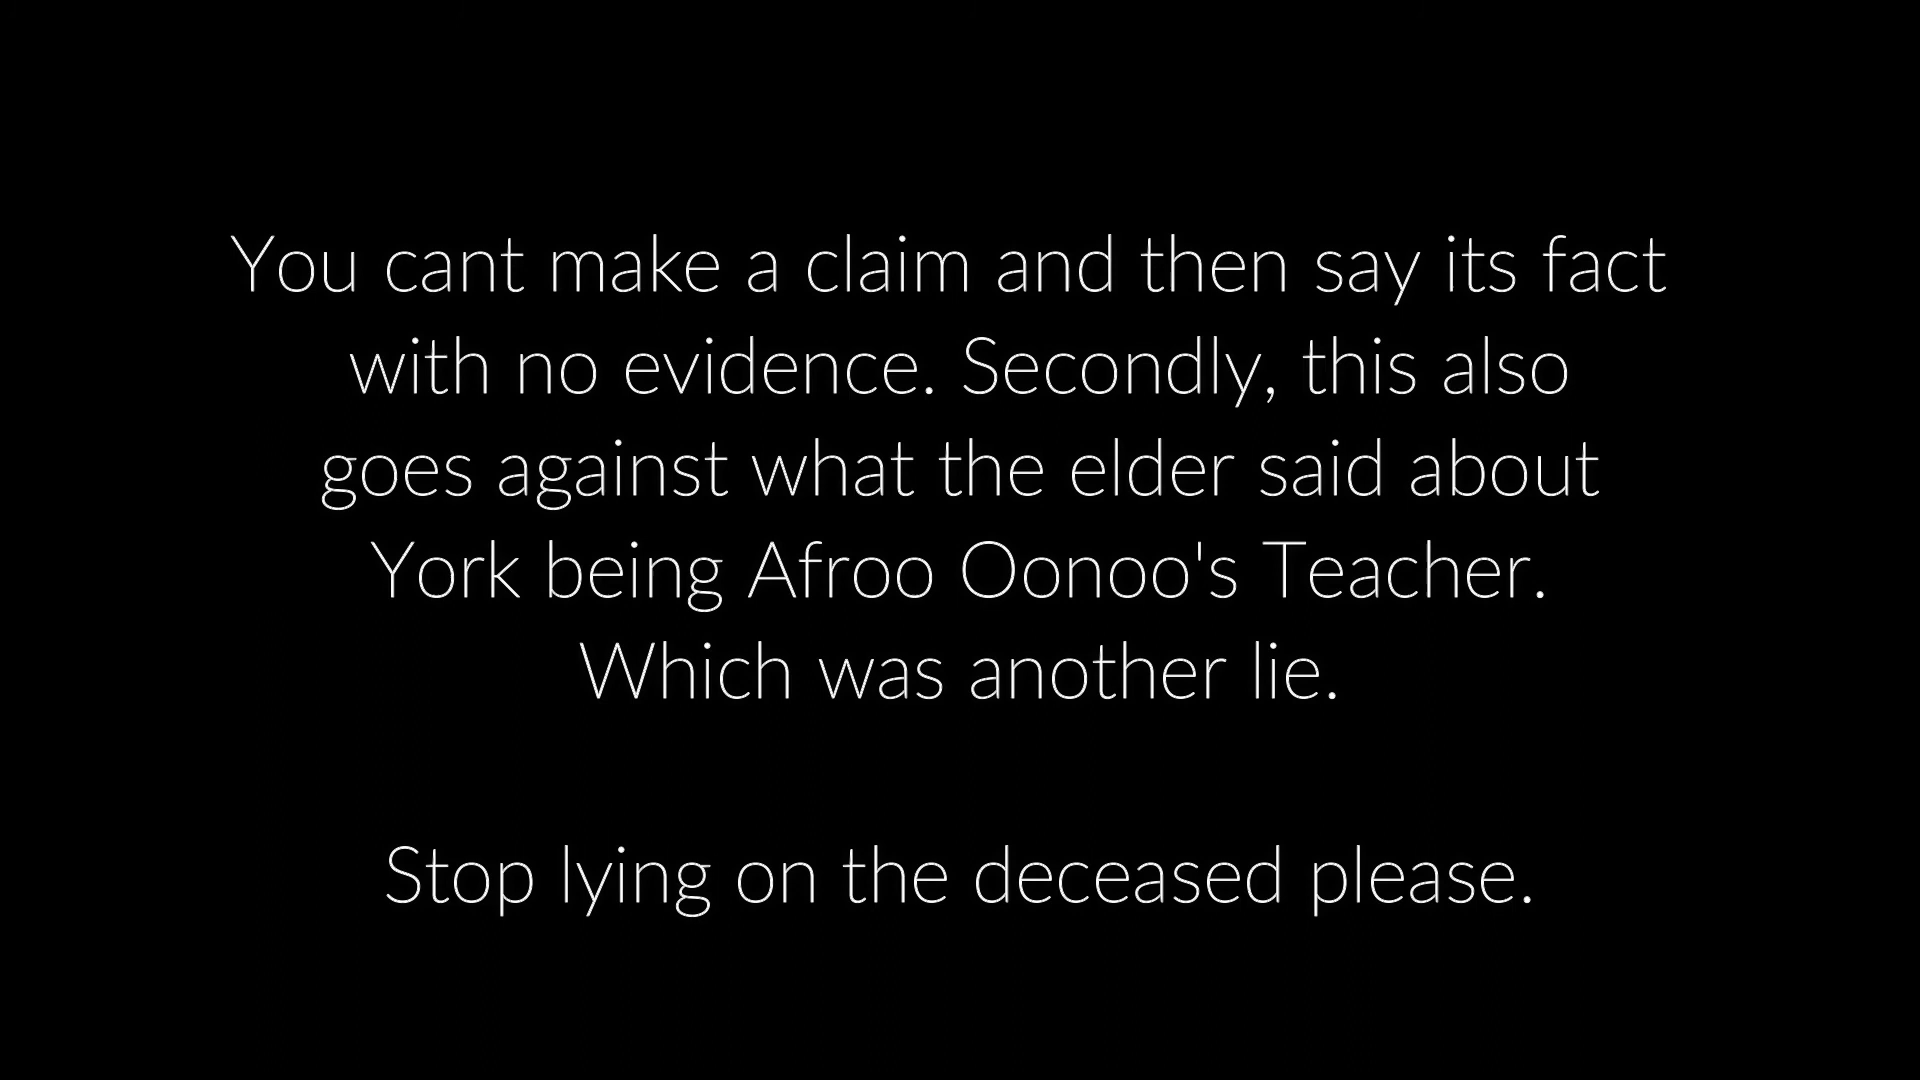 You cant make a claim and then say its fact
with no evidence. Secondly, this also
goes against what the elder said about
York being Afroo Oonoo's Teacher.
Which was another lie.
Stop lying on the deceased please.